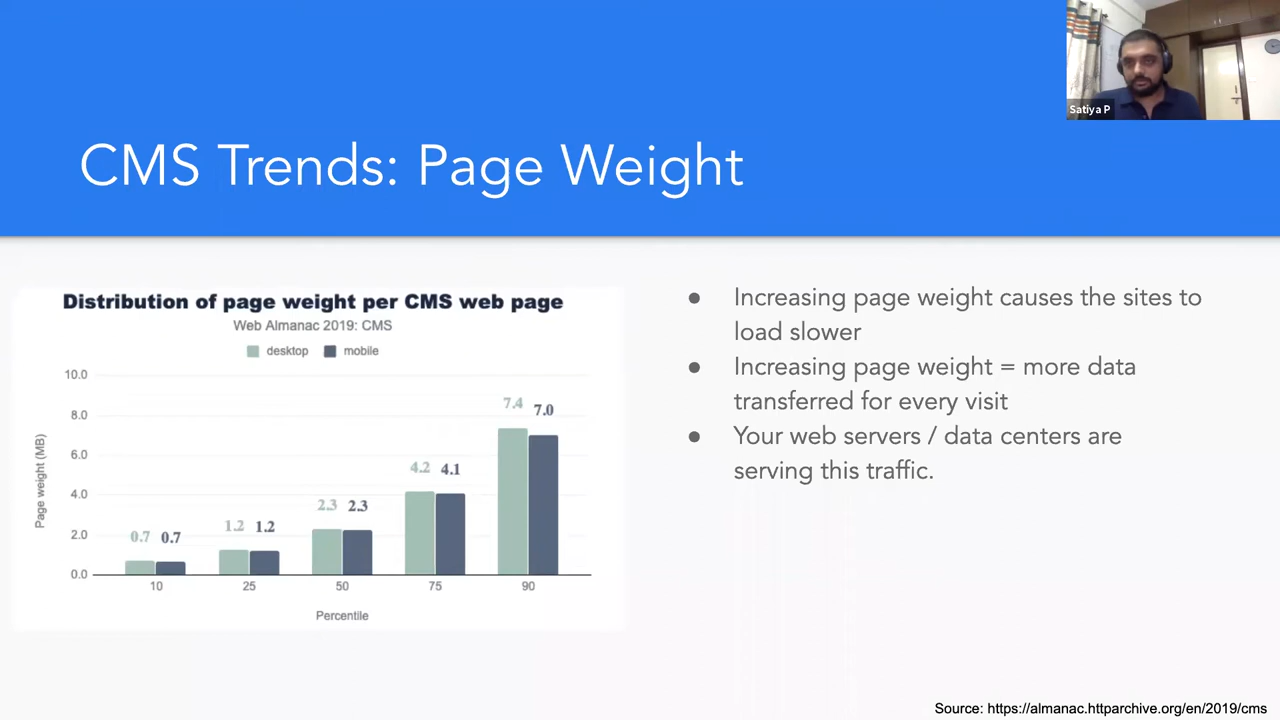 Satiya P
CMS Trends: Page Weight
Distribution of page weight per CMS web page
Web Almanac 2019: CMS
desktop mobile
10.0
8.0
6.0
4.0
2.0
0.0
Page weight (MB)
0.7 0.7
1.2 1.2
2.3 2.3
4.2 4.1
7.4 7.0
10 25 50 75 90
Percentile
● Increasing page weight causes the sites to
load slower
● Increasing page weight = more data
transferred for every visit
● Your web servers / data centers are
serving this traffic.
Source: https://almanac.httparchive.org/en/2019/cms